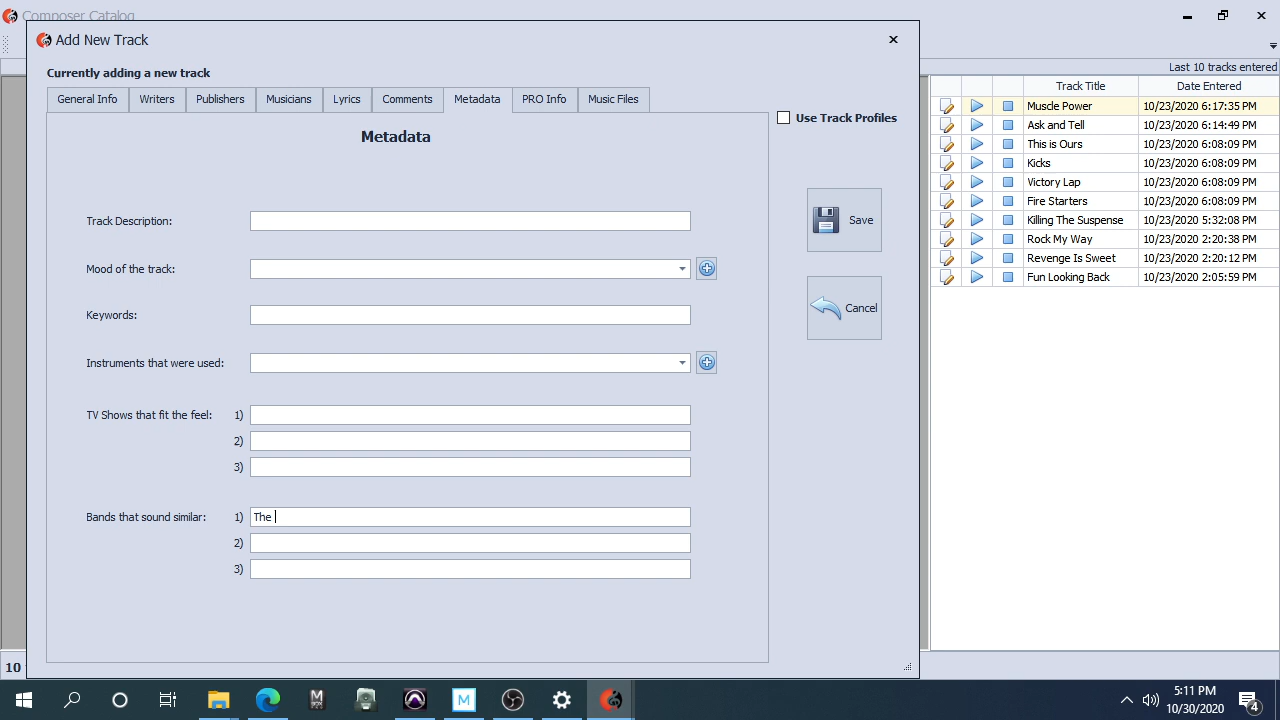 Composer Catalog
Add New Track
Currently adding a new track
General Info
Writers
Publishers
Musicians
Lyrics
Comments
Metadata
PRO Info
Music Files
Metadata
Use Track Profiles
Track Description:
Mood of the track:
Keywords:
Instruments that were used:
TV Shows that fit the feel: 1)
2)
3)
Bands that sound similar: 1) The
2)
3)
Save
Cancel
Last 10 tracks entered
Track Title Date Entered
Muscle Power 10/23/2020 6:17:35 PM
Ask and Tell 10/23/2020 6:14:49 PM
This is Ours 10/23/2020 6:08:09 PM
Kicks 10/23/2020 6:08:09 PM
Victory Lap 10/23/2020 6:08:09 PM
Fire Starters 10/23/2020 6:08:09 PM
Killing The Suspense 10/23/2020 5:32:08 PM
Rock My Way 10/23/2020 2:20:38 PM
Revenge Is Sweet 10/23/2020 2:20:12 PM
Fun Looking Back 10/23/2020 2:05:59 PM
10
M
M
5:11 PM
10/30/2020
4